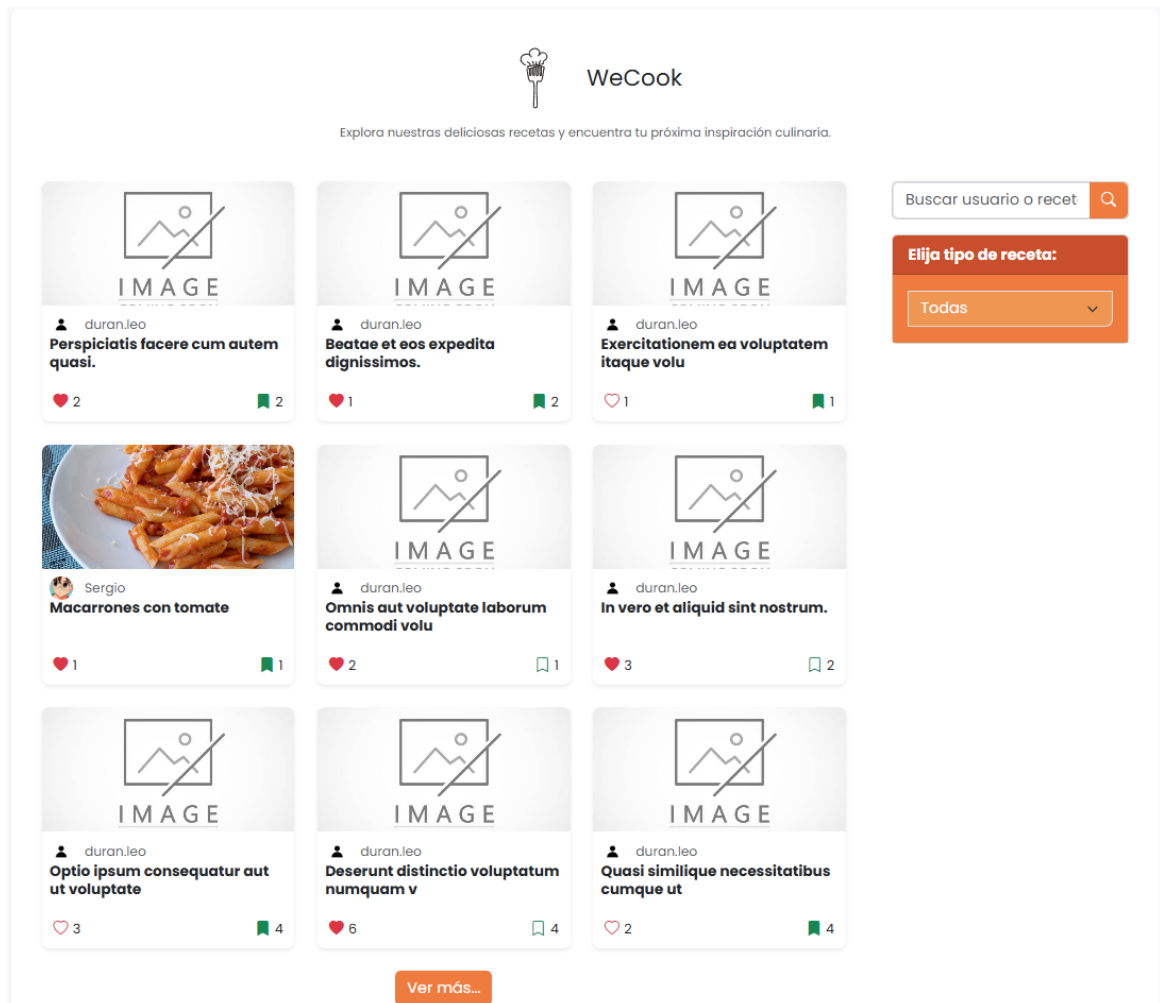 WeCook
Explora nuestras deliciosas recetas y encuentra tu próxima inspiración culinaria.
IMAGE
duran.leo
Perspiciatis facere cum autem
quasi.
2
2
IMAGE
duran.leo
Beatae et eos expedita
dignissimos.
1
2
IMAGE
duran.leo
Exercitationem ea voluptatem
itaque volu
1
1
Buscar usuario o recet
Elija tipo de receta:
Todas
Sergio
Macarrones con tomate
1
1
IMAGE
duran.leo
Omnis aut voluptate laborum
commodi volu
2
1
IMAGE
duran.leo
In vero et aliquid sint nostrum.
3
2
IMAGE
duran.leo
Optio ipsum consequatur aut
ut voluptate
3
4
IMAGE
duran.leo
Deserunt distinctio voluptatum
numquam v
6
4
IMAGE
duran.leo
Quasi similique necessitatibus
cumque ut
2
4
Ver más...